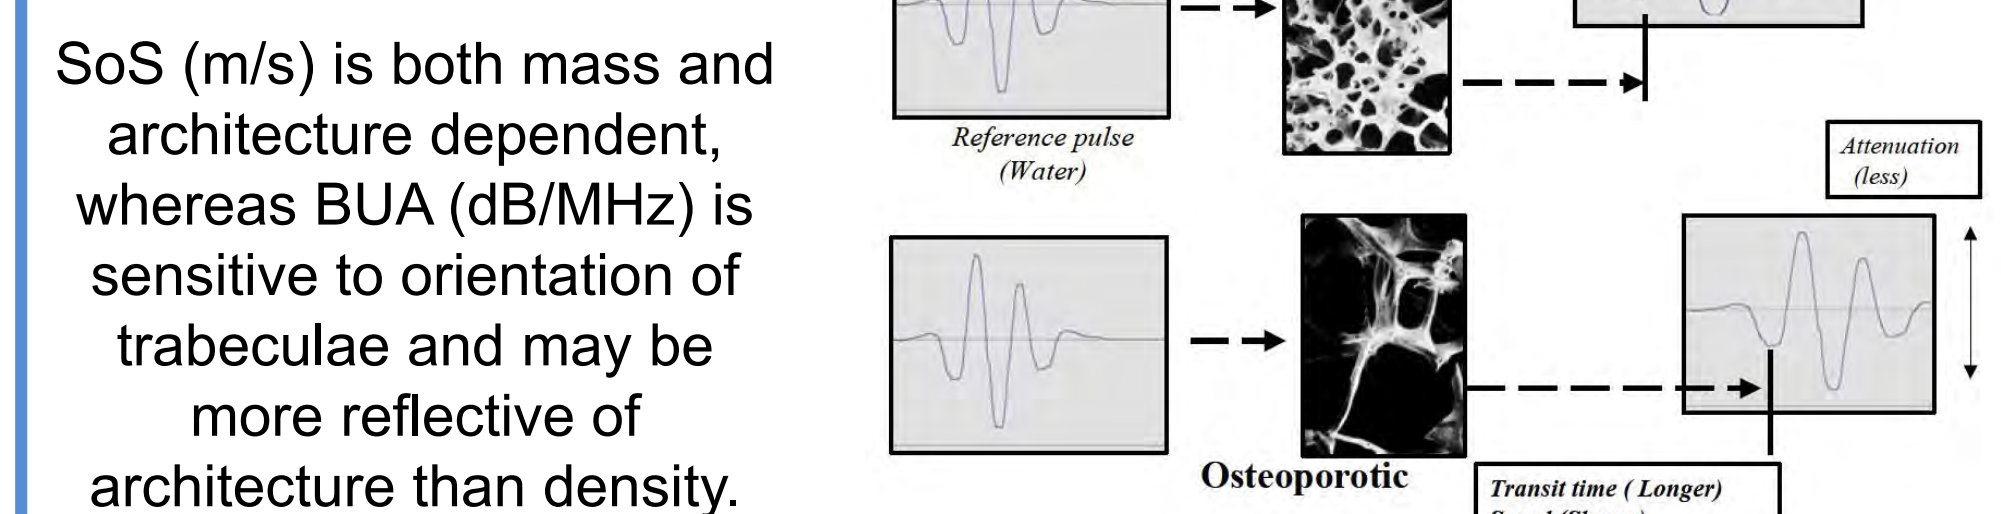 SoS (m/s) is both mass and
architecture dependent,
whereas BUA (dB/MHz) is
sensitive to orientation of
trabeculae and may be
more reflective of
architecture than density.
Reference pulse
(Water)
Attenuation
(less)
Osteoporotic
Transit time ( Longer)